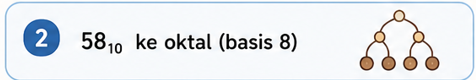 2 58₁₀ ke oktal (basis 8)